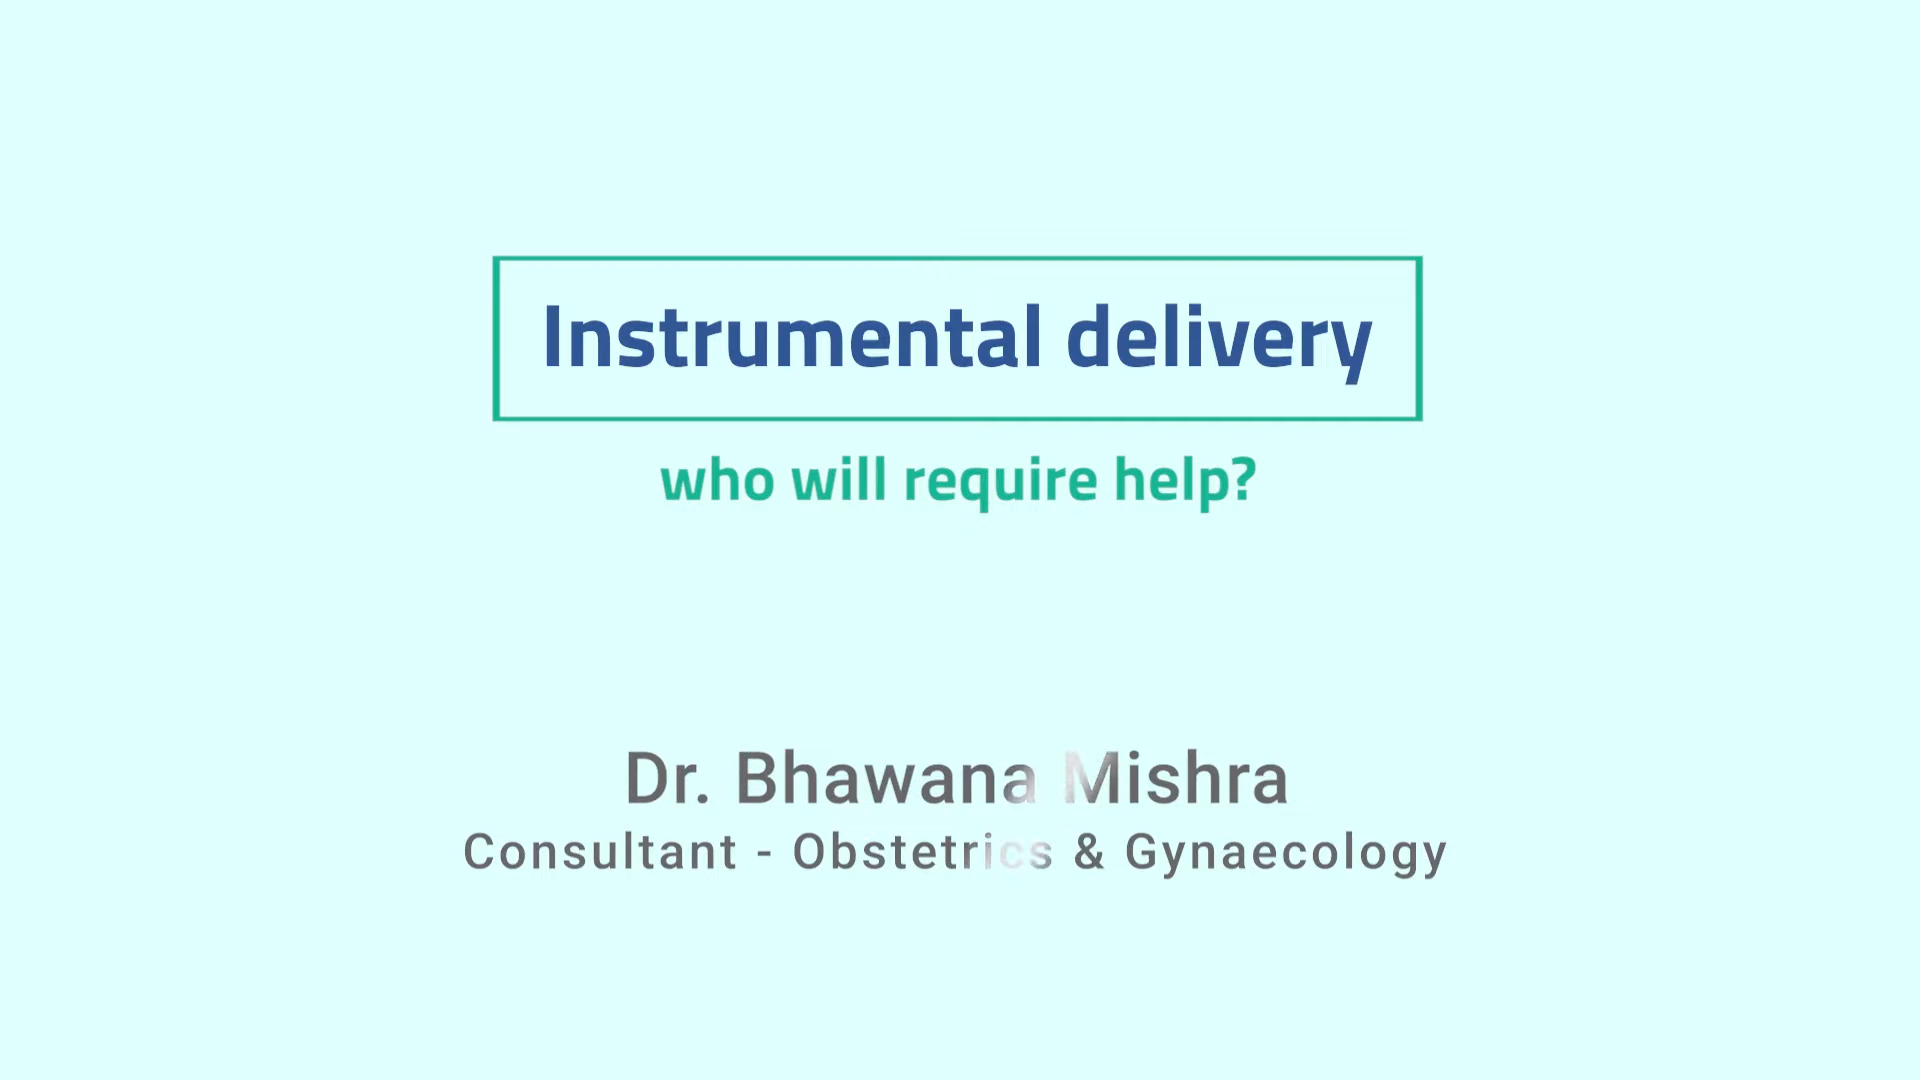 Instrumental delivery
who will require help?
Dr. Bhawana Mishra
Consultant - Obstetrics & Gynaecology